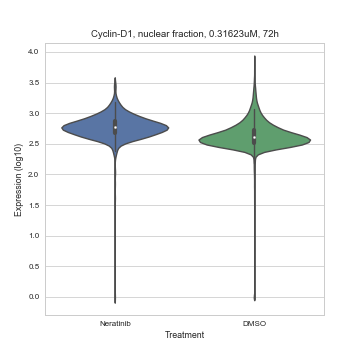 Cyclin-D1, nuclear fraction, 0.31623uM, 72h
4.0
3.5
3.0
2.5
2.0
1.5
1.0
0.5
0.0
Expression (log10)
Neratinib DMSO
Treatment